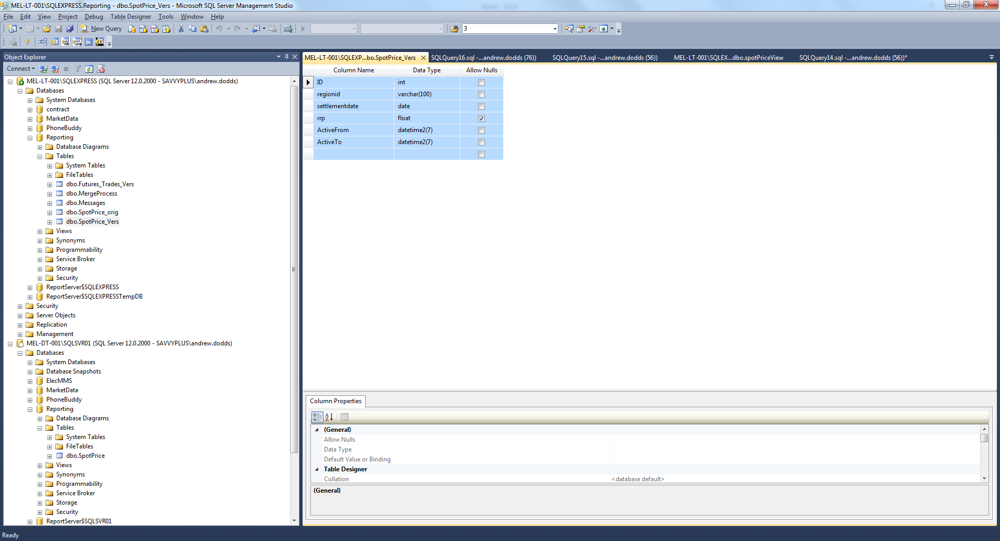 MEL-LT-001\SQLEXPRESS.Reporting - dbo.SpotPrice_Vers - Microsoft SQL Server Management Studio
File Edit View Project Debug Table Designer Tools Window Help
New Query 3
Object Explorer
Connect
MEL-LT-001\SQLEXPRESS (SQL Server 12.0.2000 - SAVVYPLUS\andrew.dodds)
Databases
System Databases
contract
MarketData
PhoneBuddy
Reporting
Database Diagrams
Tables
System Tables
FileTables
dbo.Futures_Trades_Vers
dbo.MergeProcess
dbo.Messages
dbo.SpotPrice_orig
dbo.SpotPrice_Vers
Views
Synonyms
Programmability
Service Broker
Storage
Security
ReportServer$SQLEXPRESS
ReportServer$SQLEXPRESSTempDB
Security
Server Objects
Replication
Management
MEL-DT-001\SQLSVR01 (SQL Server 12.0.2000 - SAVVYPLUS\andrew.dodds)
Databases
System Databases
Database Snapshots
ElecMMS
MarketData
PhoneBuddy
Reporting
Database Diagrams
Tables
System Tables
FileTables
dbo.SpotPrice
Views
Synonyms
Programmability
Service Broker
Storage
Security
ReportServer$SQLSVR01
MEL-LT-001\SQLEXP...bo.SpotPrice_Vers SQLQuery16.sql -...andrew.dodds (76)) SQLQuery15.sql -...andrew.dodds (56)) MEL-LT-001\SQLEX...dbo.spotPriceView SQLQuery14.sql -...andrew.dodds (56))*
Column Name Data Type Allow Nulls
ID int
regionid varchar(100)
settlementdate date
rrp float
ActiveFrom datetime2(7)
ActiveTo datetime2(7)
Column Properties
(General)
Allow Nulls
Data Type
Default Value or Binding
Table Designer
Collation <database default>
(General)
Ready